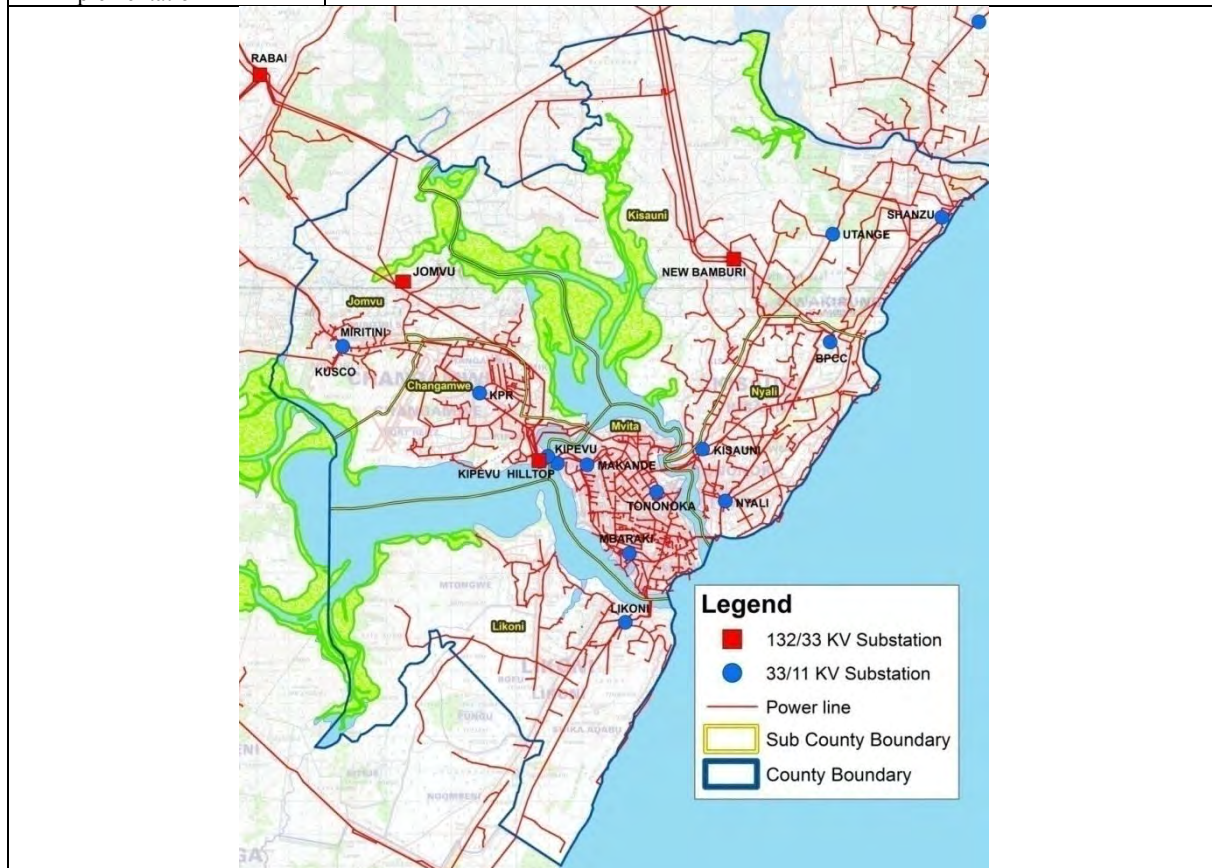 RABAI
SHANZU
UTANGE
Kisauni
NEW BAMBURI
JOMVU
Jomvu
MIRITINI
BPCC
KUSCO
Changamwe
KPR
Nyali
Mvita
KIPEVU
KISAUNI
KIPEVU HILLTOP
MAKANDE
TONONOKA
NYALI
MBARAKI
MTONGWE
LIKONI
Likoni
Legend
132/33 KV Substation
33/11 KV Substation
Power line
Sub County Boundary
County Boundary